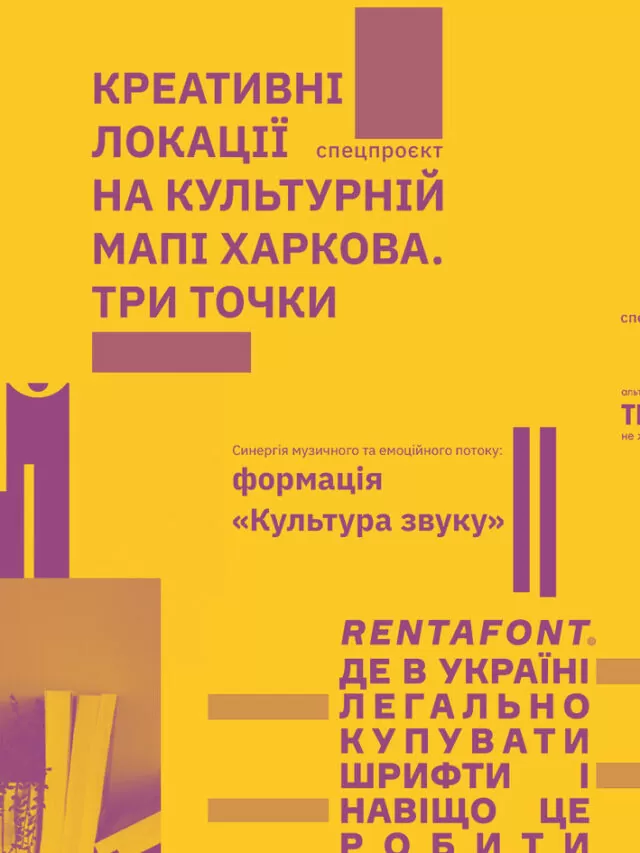 КРЕАТИВНІ
ЛОКАЦІЇ
спецпроєкт
НА КУЛЬТУРНІЙ
МАПІ ХАРКОВА.
ТРИ ТОЧКИ
Синергія музичного та емоційного потоку:
формація
«Культура звуку»
RENTAFONT®
ДЕ В УКРАЇНІ
ЛЕГАЛЬНО
КУПУВАТИ
ШРИФТИ І
НАВІЩО ЦЕ
РОБИТИ